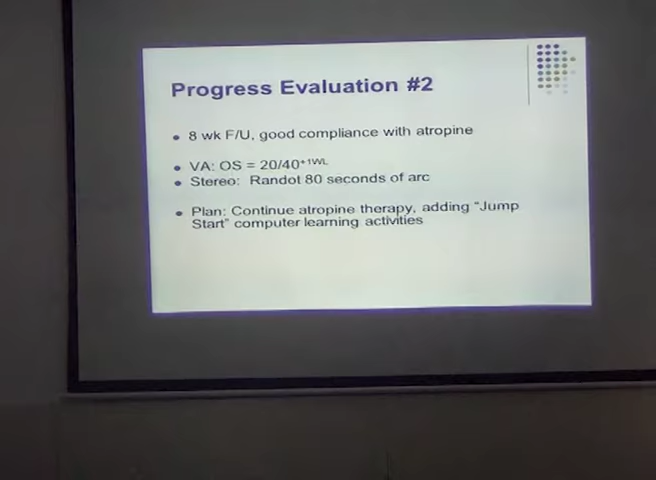 Progress Evaluation #2
8 wk F/U, good compliance with atropine
VA: OS = 20/40+1WL
Stereo: Randot 80 seconds of arc
Plan: Continue atropine therapy, adding "Jump
Start" computer learning activities